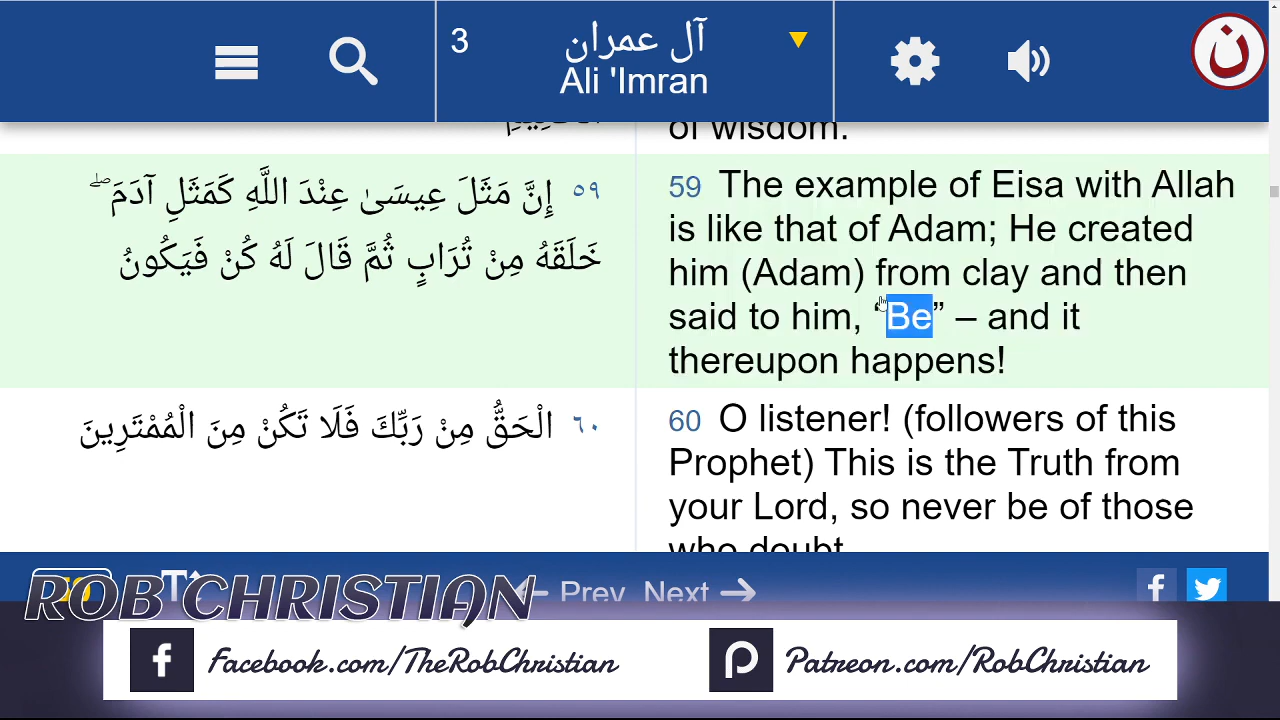 3
آل عمران
Ali 'Imran
ن
of wisdom.
٥٩ إِنَّ مَثَلَ عِيسَىٰ عِنْدَ اللَّهِ كَمَثَلِ آدَمَ ۖ
خَلَقَهُ مِنْ تُرَابٍ ثُمَّ قَالَ لَهُ كُنْ فَيَكُونُ
59 The example of Eisa with Allah
is like that of Adam; He created
him (Adam) from clay and then
said to him, “Be” – and it
thereupon happens!
٦٠ الْحَقُّ مِنْ رَبِّكَ فَلَا تَكُنْ مِنَ الْمُمْتَرِينَ
60 O listener! (followers of this
Prophet) This is the Truth from
your Lord, so never be of those
who doubt
T
← Prev Next →
ROB CHRISTIAN
Facebook.com/TheRobChristian
Patreon.com/RobChristian